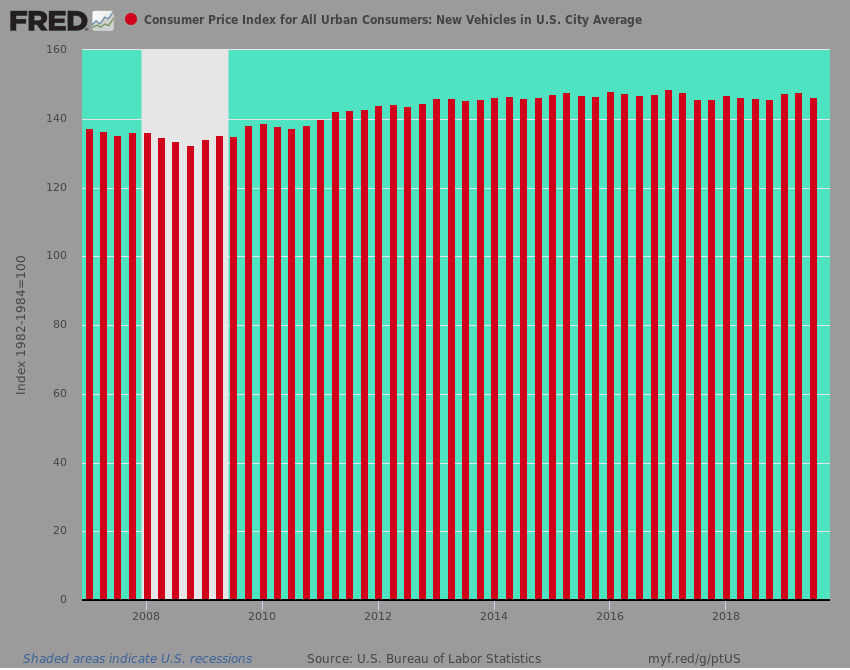 FRED Consumer Price Index for All Urban Consumers: New Vehicles in U.S. City Average
160
140
120
100
80
60
40
20
0
Index 1982-1984=100
2008 2010 2012 2014 2016 2018
Shaded areas indicate U.S. recessions Source: U.S. Bureau of Labor Statistics myf.red/g/ptUS